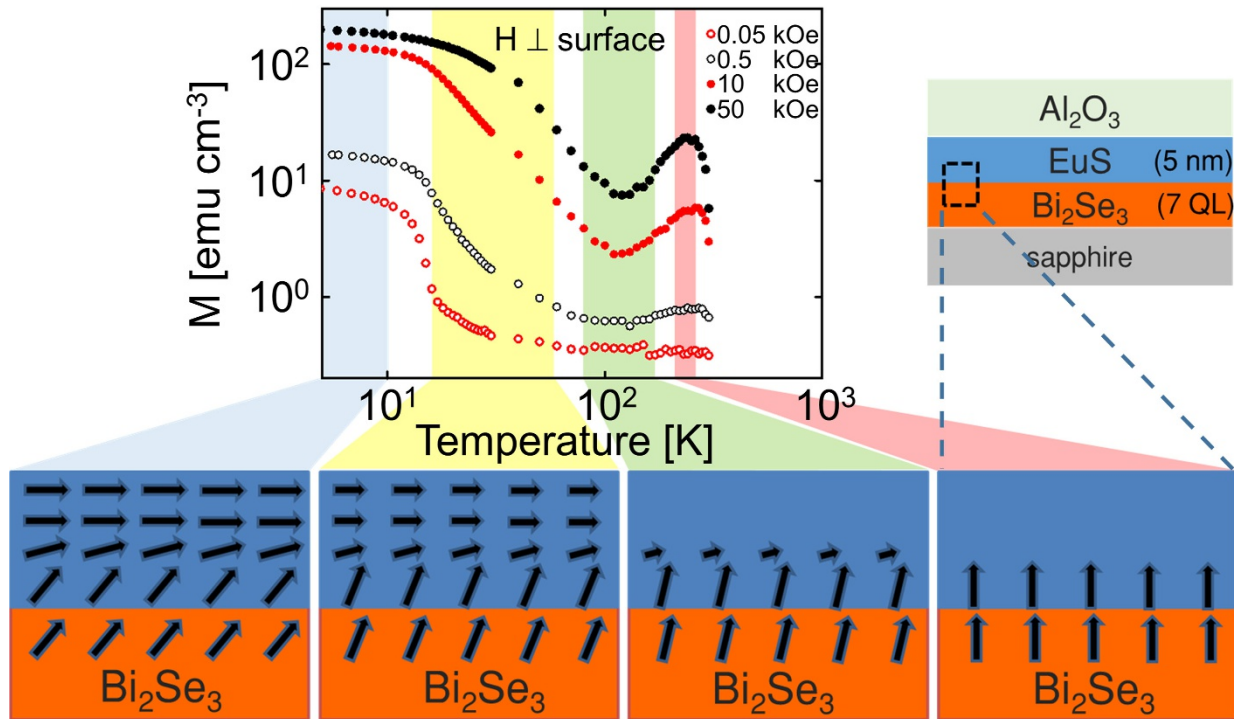 M [emu cm⁻³]
10²
10¹
10⁰
H ⊥ surface
0.05 kOe
0.5 kOe
10 kOe
50 kOe
10¹
10²
10³
Temperature [K]
Al₂O₃
EuS (5 nm)
Bi₂Se₃ (7 QL)
sapphire
Bi₂Se₃
Bi₂Se₃
Bi₂Se₃
Bi₂Se₃